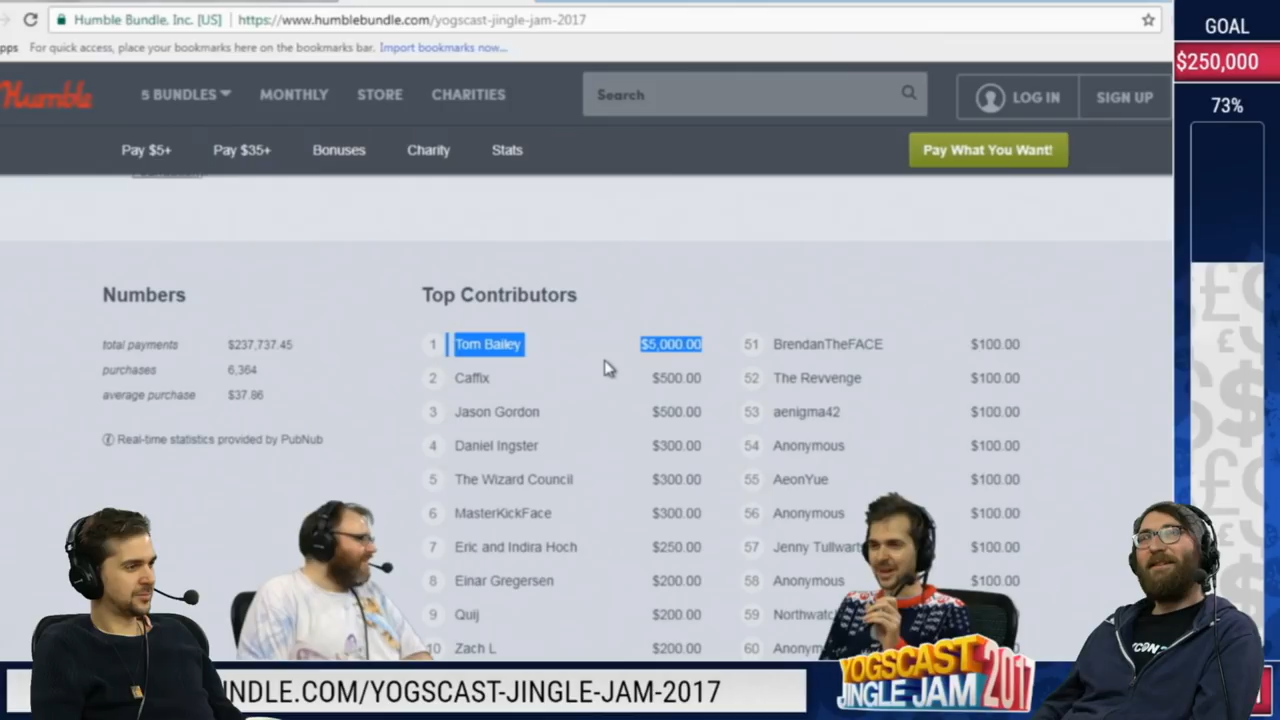 Humble Bundle, Inc. [US] https://www.humblebundle.com/yogscast-jingle-jam-2017
For quick access, place your bookmarks here on the bookmarks bar. Import bookmarks now...
Humble 5 BUNDLES MONTHLY STORE CHARITIES Search LOG IN SIGN UP
Pay $5+ Pay $35+ Bonuses Charity Stats Pay What You Want!
GOAL
$250,000
73%
Numbers
total payments $237,737.45
purchases 6,364
average purchase $37.86
Real-time statistics provided by PubNub
Top Contributors
1 Tom Bailey $5,000.00
2 Caffix $500.00
3 Jason Gordon $500.00
4 Daniel Ingster $300.00
5 The Wizard Council $300.00
6 MasterKickFace $300.00
7 Eric and Indira Hoch $250.00
8 Einar Gregersen $200.00
9 Quij $200.00
10 Zach L $200.00
51 BrendanTheFACE $100.00
52 The Revvenge $100.00
53 aenigma42 $100.00
54 Anonymous $100.00
55 AeonYue $100.00
56 Anonymous $100.00
57 Jenny Tullwart $100.00
58 Anonymous $100.00
59 Northwatc
60 Anonym
NDLE.COM/YOGSCAST-JINGLE-JAM-2017
YOGSCAST
JINGLE JAM 2017